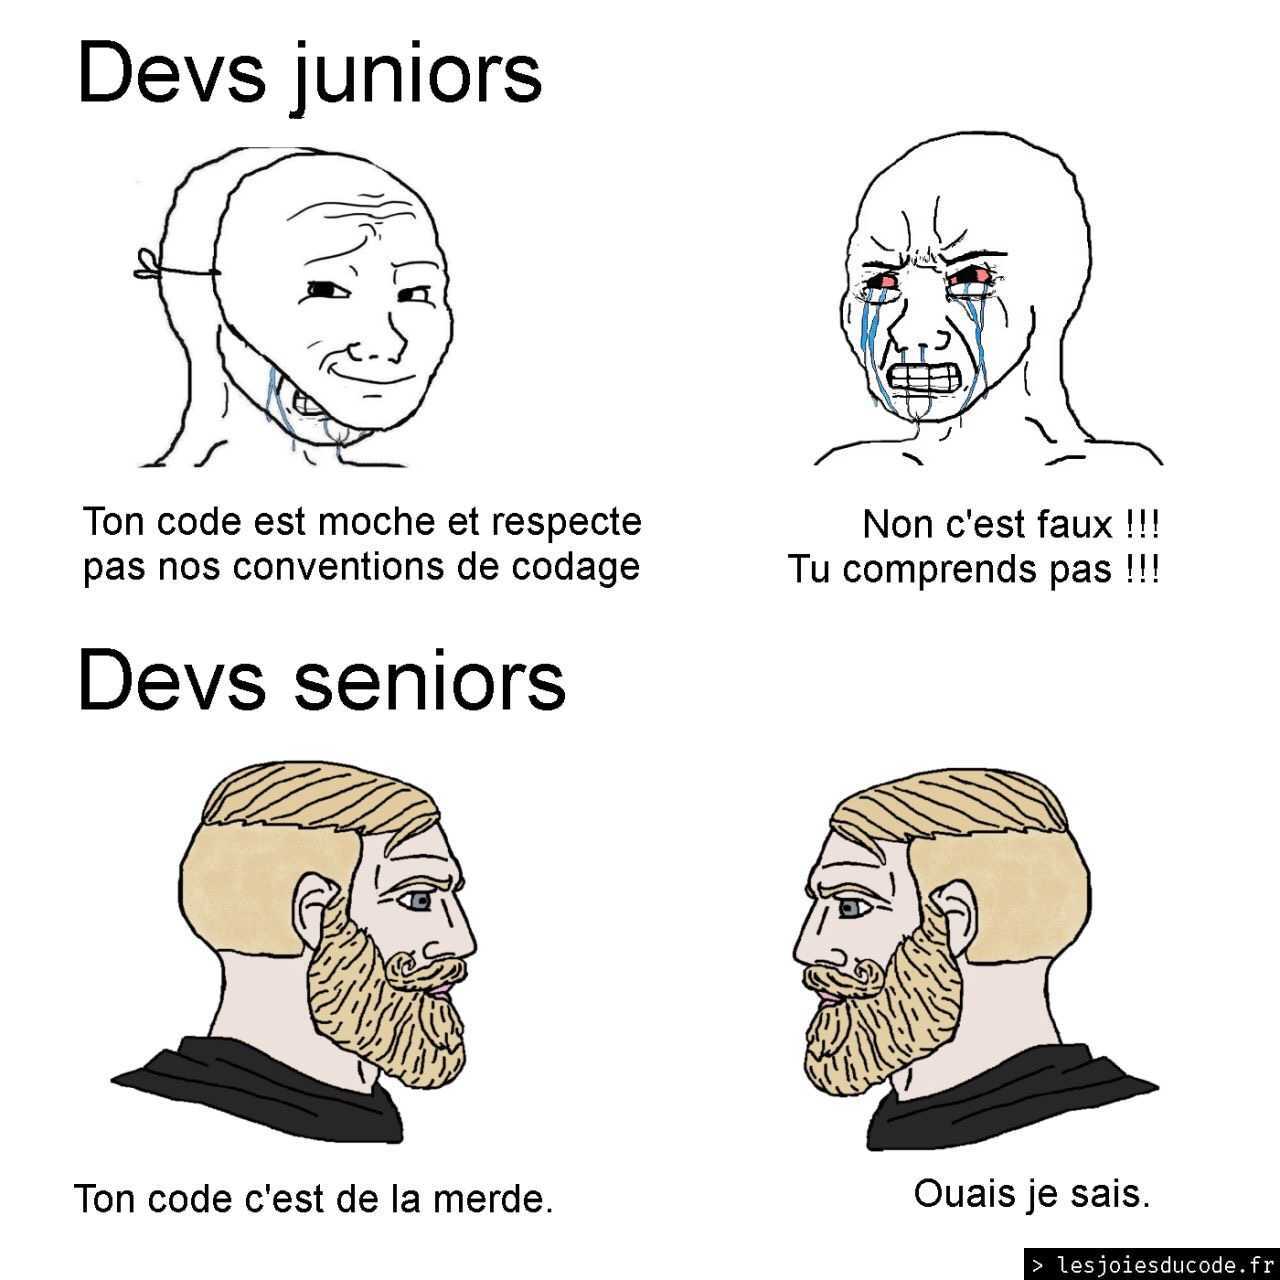 Devs juniors
Ton code est moche et respecte
pas nos conventions de codage
Non c'est faux !!!
Tu comprends pas !!!
Devs seniors
Ton code c'est de la merde.
Ouais je sais.
> lesjoiesducode.fr